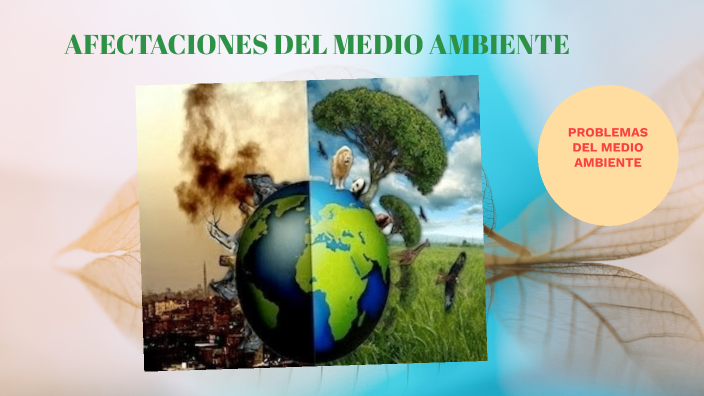 AFECTACIONES DEL MEDIO AMBIENTE
PROBLEMAS
DEL MEDIO
AMBIENTE